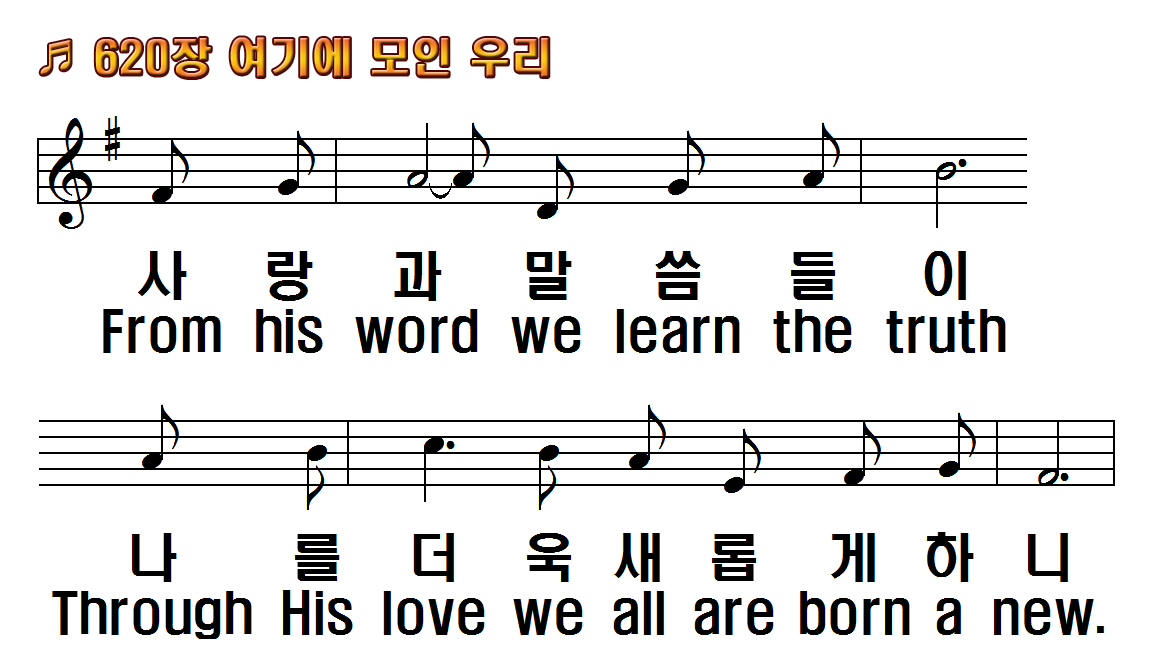 620장 여기에 모인 우리
사 랑 과 말 씀 들 이
From his word we learn the truth
나 를 더 욱 새 롭 게 하 니
Through His love we all are born a new.